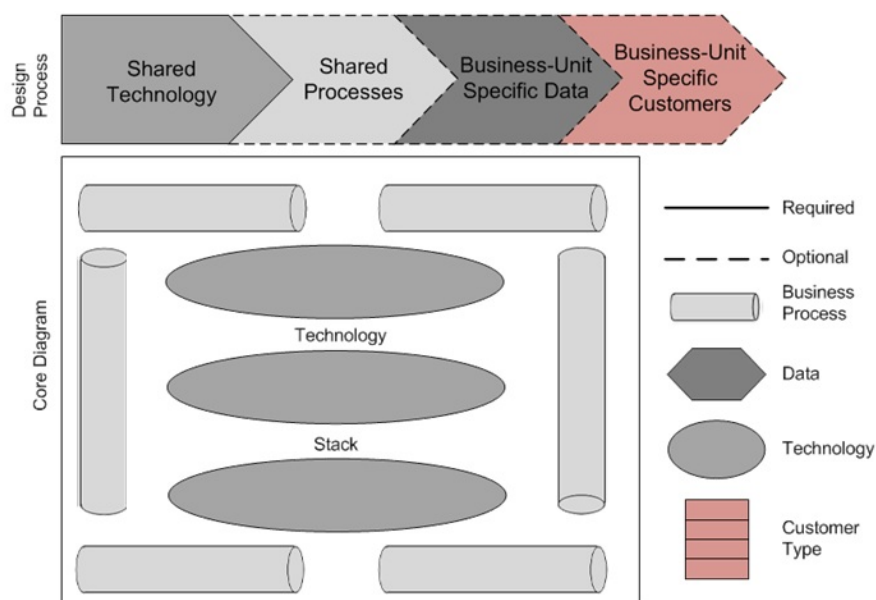 Design
Process
Shared
Technology
Shared
Processes
Business-Unit
Specific Data
Business-Unit
Specific
Customers
Core Diagram
Technology
Stack
Required
Optional
Business
Process
Data
Technology
Customer
Type